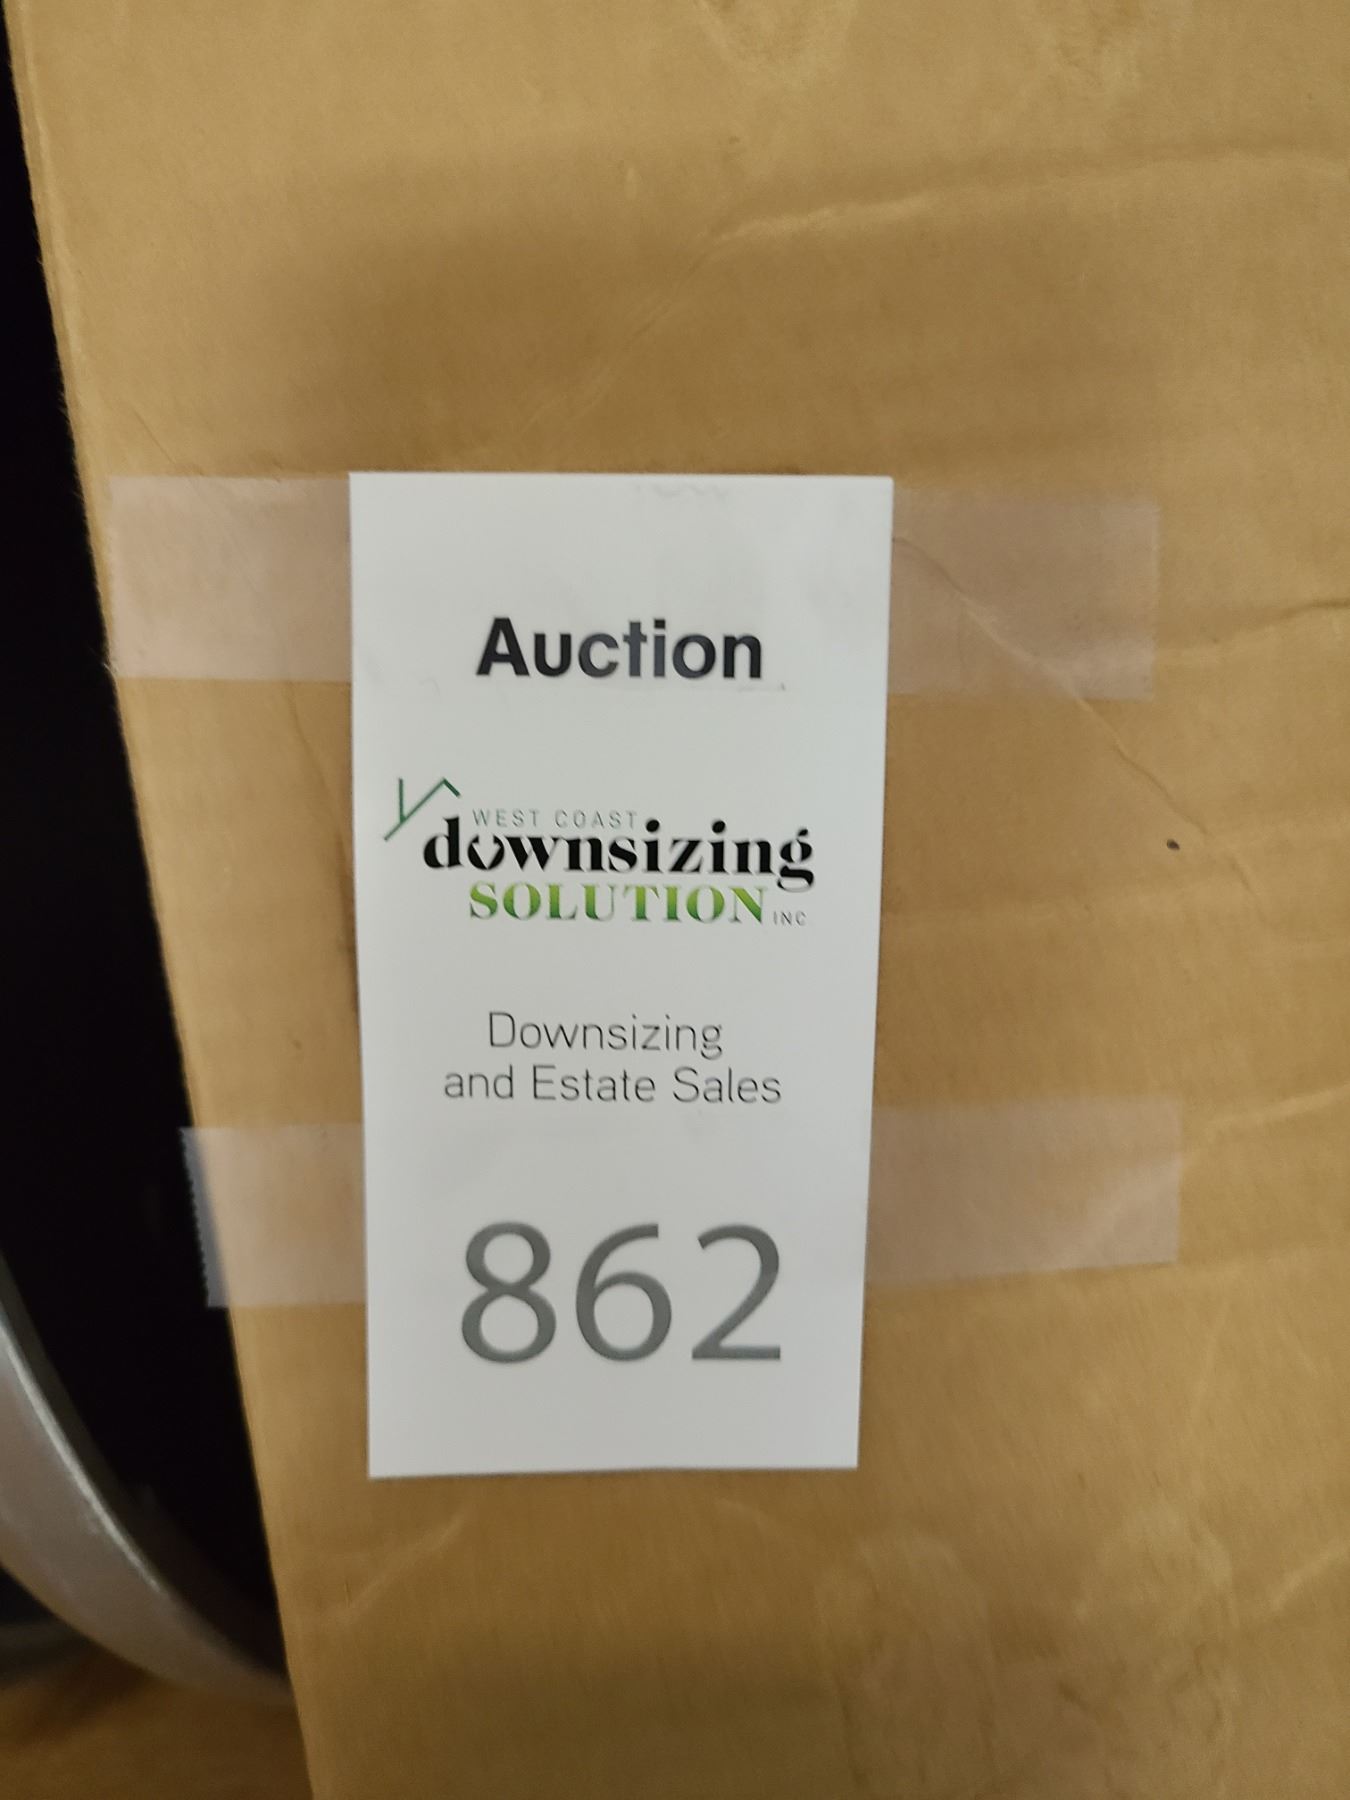 Auction
WEST COAST
downsizing
SOLUTION INC
Downsizing
and Estate Sales
862